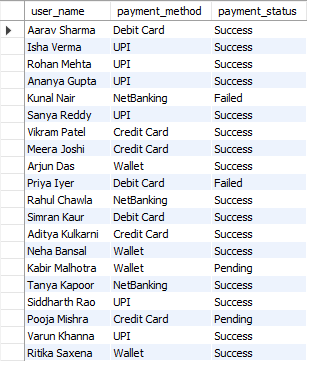 user_name payment_method payment_status
Aarav Sharma Debit Card Success
Isha Verma UPI Success
Rohan Mehta UPI Success
Ananya Gupta UPI Success
Kunal Nair NetBanking Failed
Sanya Reddy UPI Success
Vikram Patel Credit Card Success
Meera Joshi Credit Card Success
Arjun Das Wallet Success
Priya Iyer Debit Card Failed
Rahul Chawla NetBanking Success
Simran Kaur Debit Card Success
Aditya Kulkarni Credit Card Success
Neha Bansal Wallet Success
Kabir Malhotra Wallet Pending
Tanya Kapoor NetBanking Success
Siddharth Rao UPI Success
Pooja Mishra Credit Card Pending
Varun Khanna UPI Success
Ritika Saxena Wallet Success